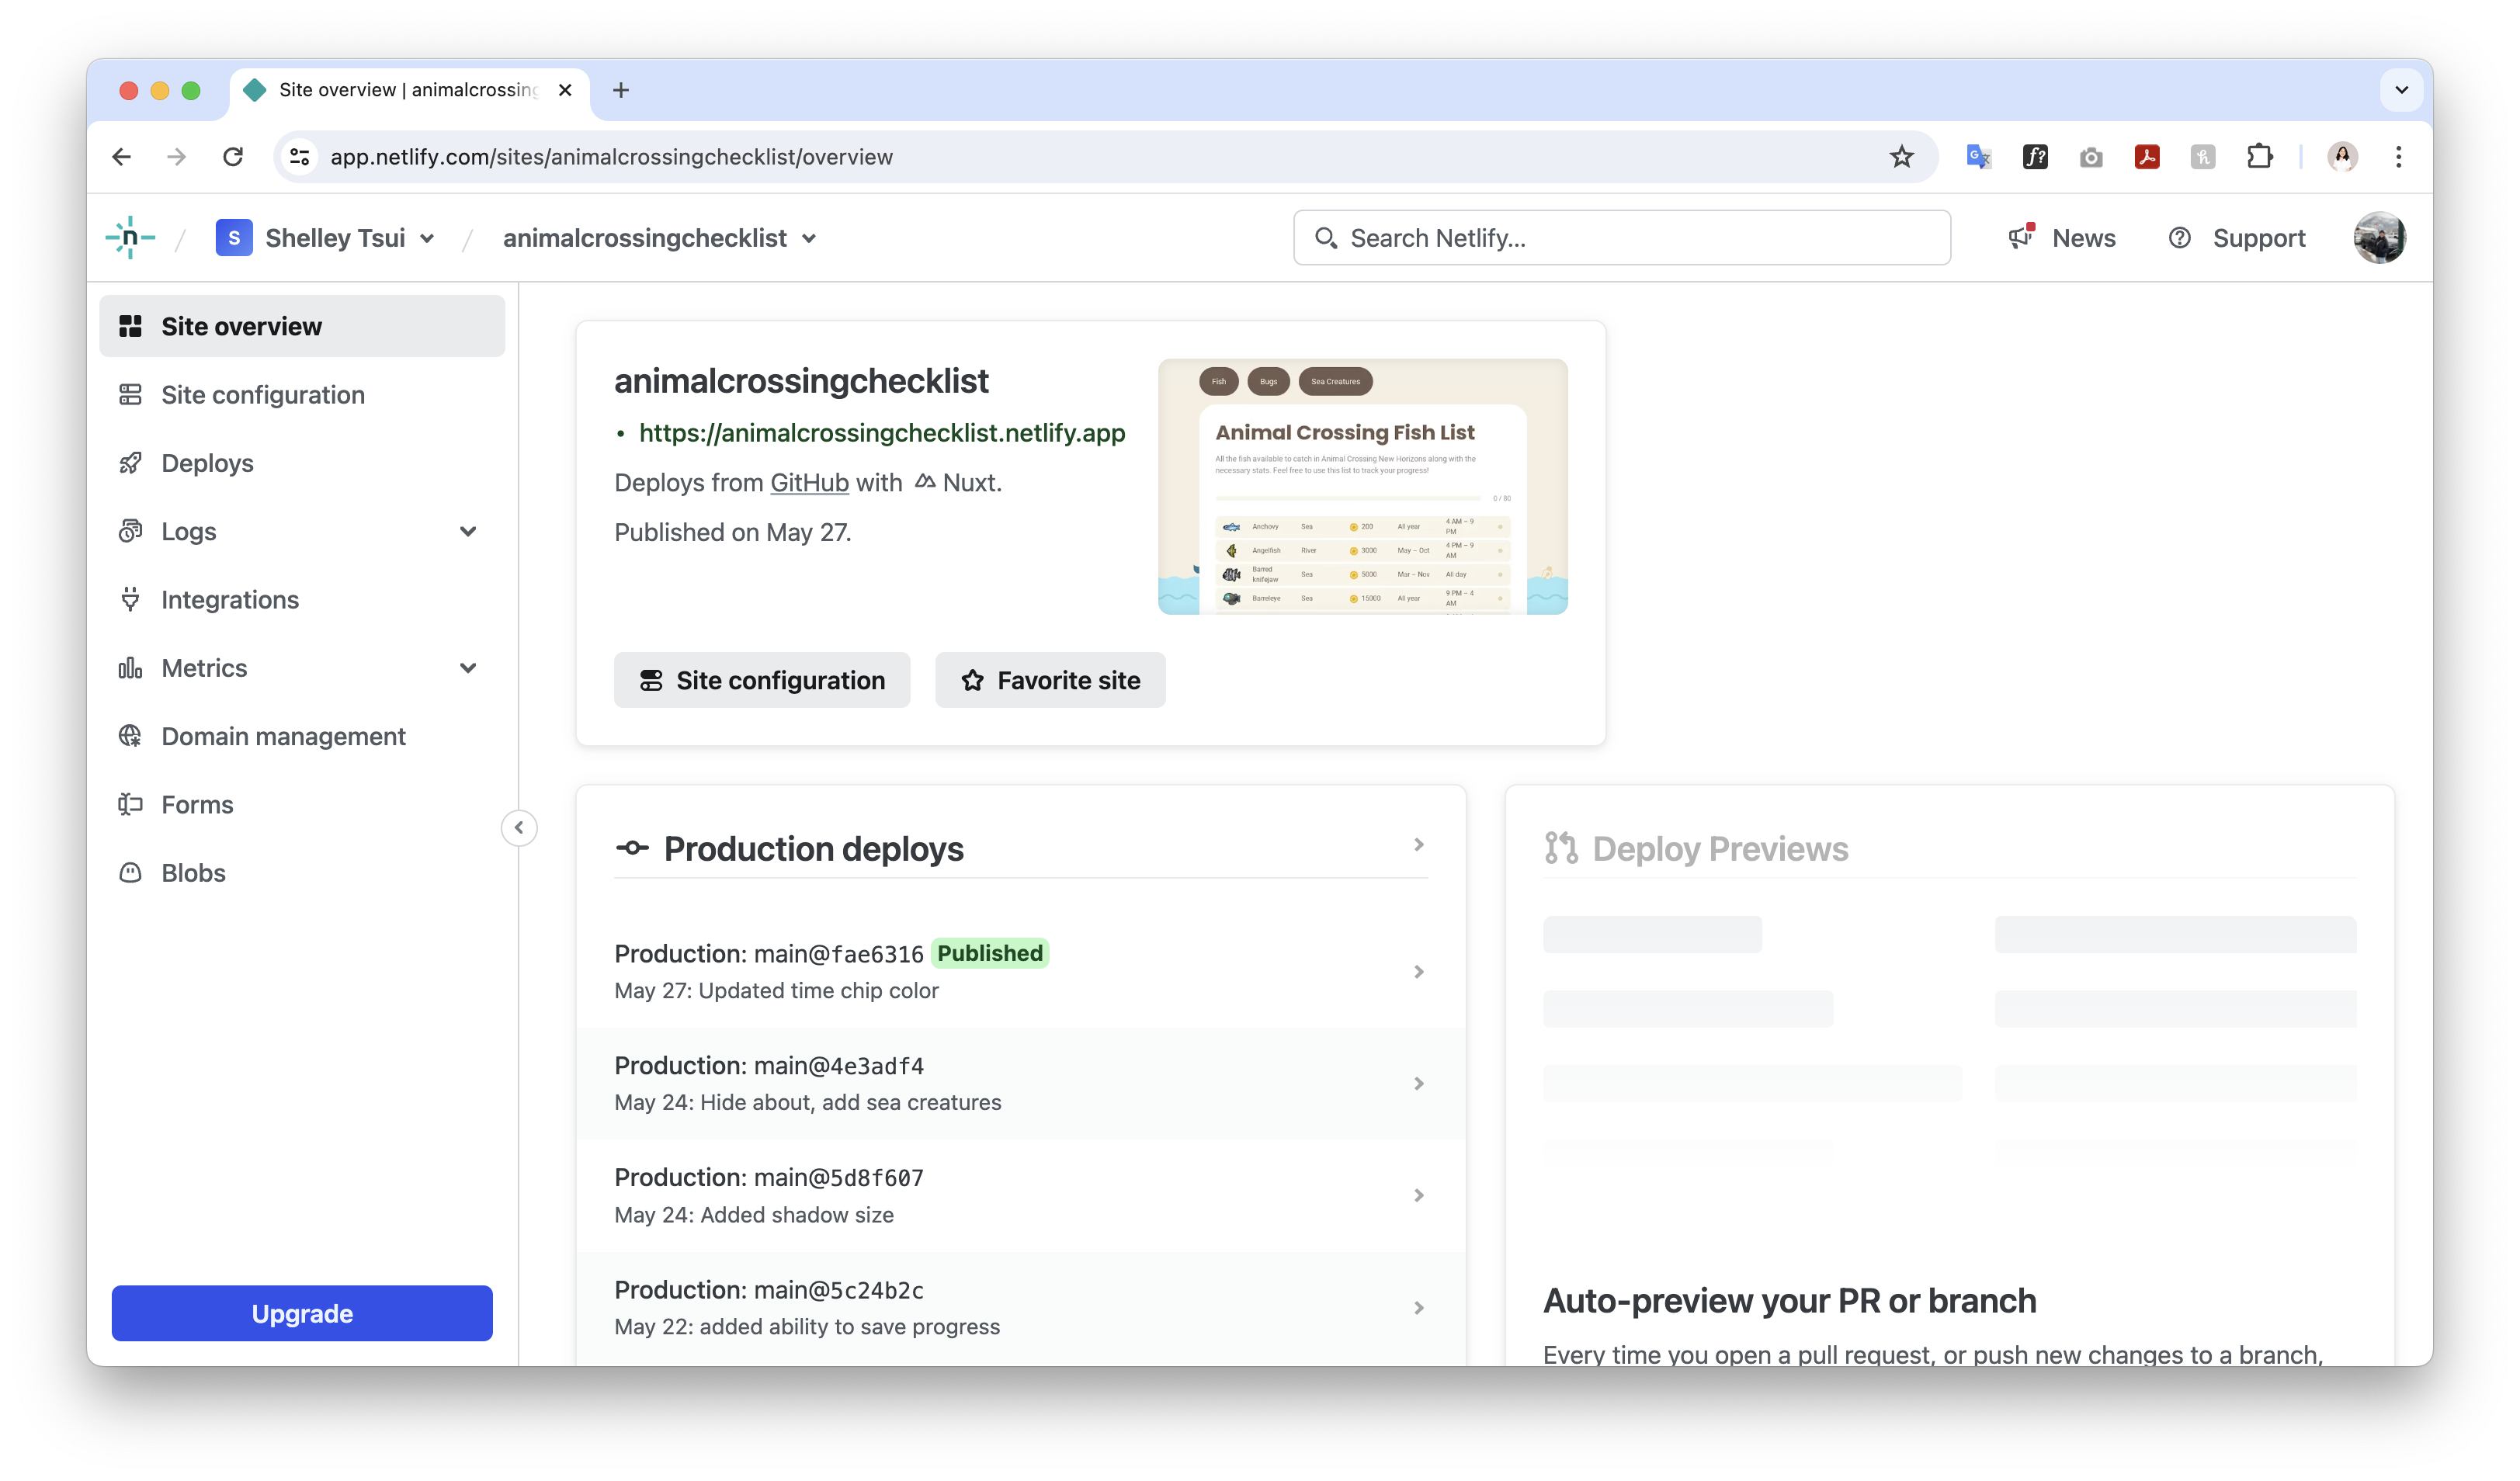 Site overview | animalcrossing
app.netlify.com/sites/animalcrossingchecklist/overview
n
S Shelley Tsui
animalcrossingchecklist
Search Netlify...
News
Support
Site overview
Site configuration
Deploys
Logs
Integrations
Metrics
Domain management
Forms
Blobs
Upgrade
animalcrossingchecklist
• https://animalcrossingchecklist.netlify.app
Deploys from GitHub with Nuxt.
Published on May 27.
Fish Bugs Sea Creatures
Animal Crossing Fish List
All the fish available to catch in Animal Crossing New Horizons along with the
necessary stats. Feel free to use this list to track your progress!
0 / 80
Anchovy Sea 200 All year 4 AM – 9 PM
Angelfish River 3000 May – Oct 4 PM – 9 AM
Barred knifejaw Sea 5000 Mar – Nov All day
Barreleye Sea 15000 All year 9 PM – 4 AM
Site configuration
Favorite site
Production deploys
Production: main@fae6316 Published
May 27: Updated time chip color
Production: main@4e3adf4
May 24: Hide about, add sea creatures
Production: main@5d8f607
May 24: Added shadow size
Production: main@5c24b2c
May 22: added ability to save progress
Deploy Previews
Auto-preview your PR or branch
Every time you open a pull request, or push new changes to a branch,